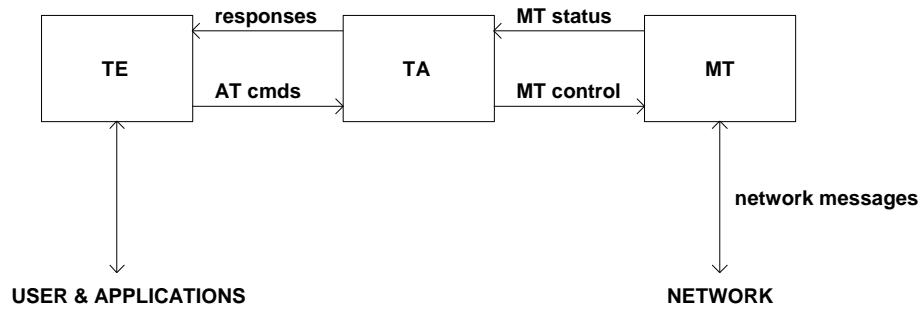 responses
MT status
TE
TA
MT
AT cmds
MT control
network messages
USER & APPLICATIONS
NETWORK